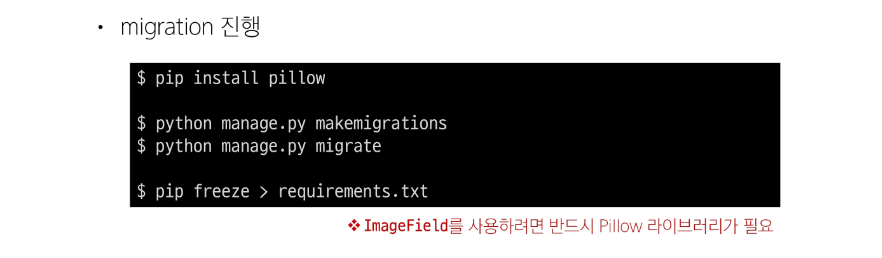 • migration 진행
$ pip install pillow
$ python manage.py makemigrations
$ python manage.py migrate
$ pip freeze > requirements.txt
❖ ImageField를 사용하려면 반드시 Pillow 라이브러리가 필요